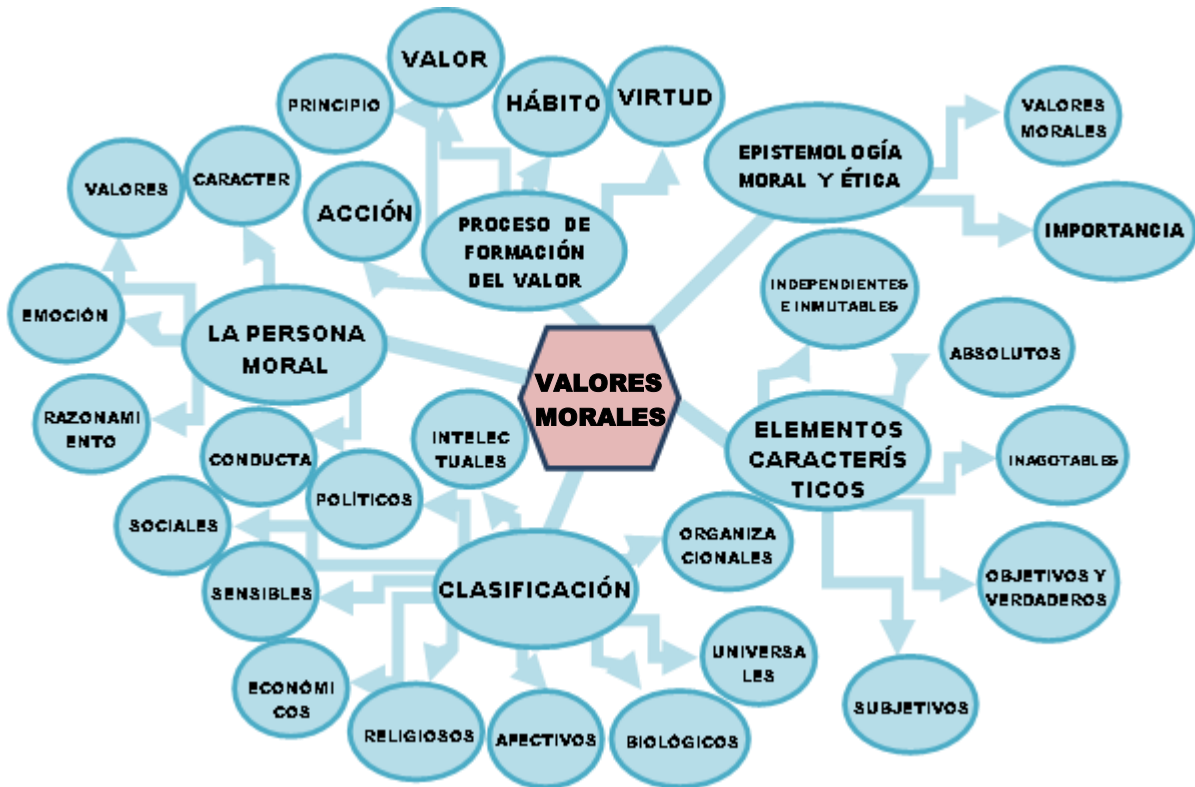 VALORES
MORALES
PROCESO DE
FORMACIÓN
DEL VALOR
ACCIÓN
PRINCIPIO
VALOR
HÁBITO
VIRTUD
EPISTEMOLOGÍA
MORAL Y ÉTICA
VALORES
MORALES
IMPORTANCIA
ELEMENTOS
CARACTERÍS
TICOS
INDEPENDIENTES
E INMUTABLES
ABSOLUTOS
INAGOTABLES
OBJETIVOS Y
VERDADEROS
SUBJETIVOS
CLASIFICACIÓN
ORGANIZA
CIONALES
UNIVERSA
LES
BIOLÓGICOS
AFECTIVOS
RELIGIOSOS
ECONÓMI
COS
SENSIBLES
SOCIALES
POLÍTICOS
INTELEC
TUALES
LA PERSONA
MORAL
CARACTER
VALORES
EMOCIÓN
RAZONAMI
ENTO
CONDUCTA